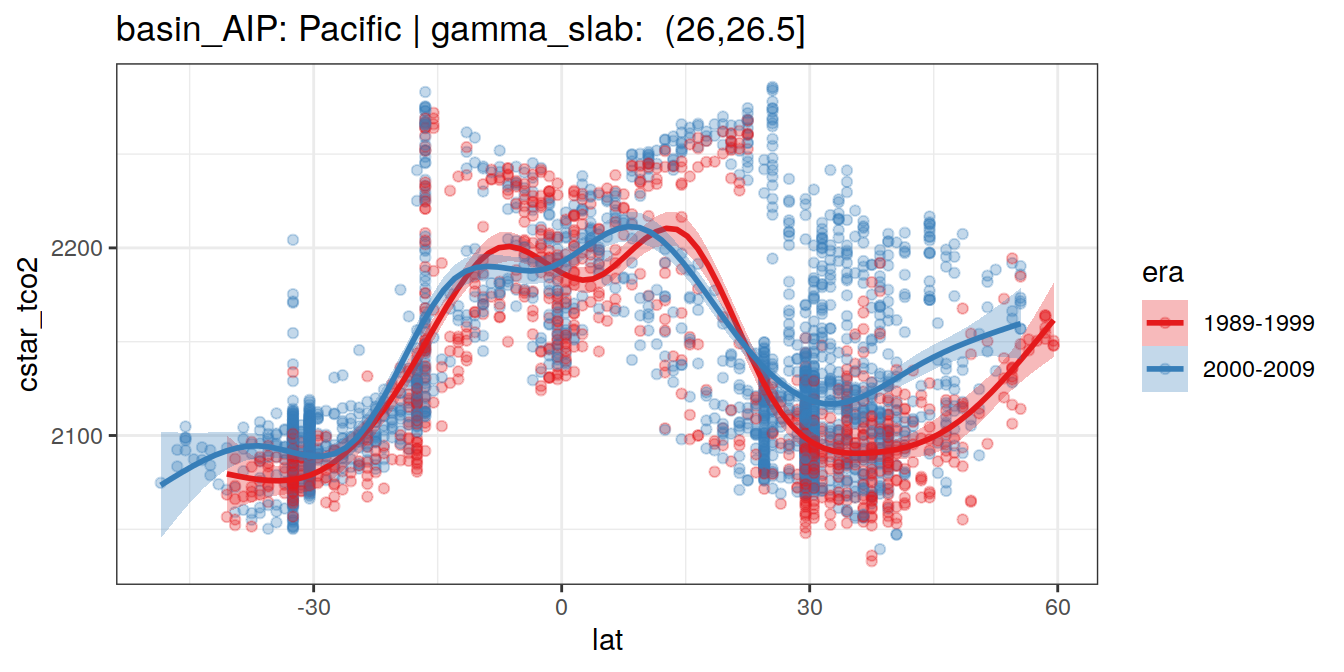 basin_AIP: Pacific | gamma_slab:  (26,26.5]
cstar_tco2
2200
2100
-30
0
30
60
lat
era
1989-1999
2000-2009